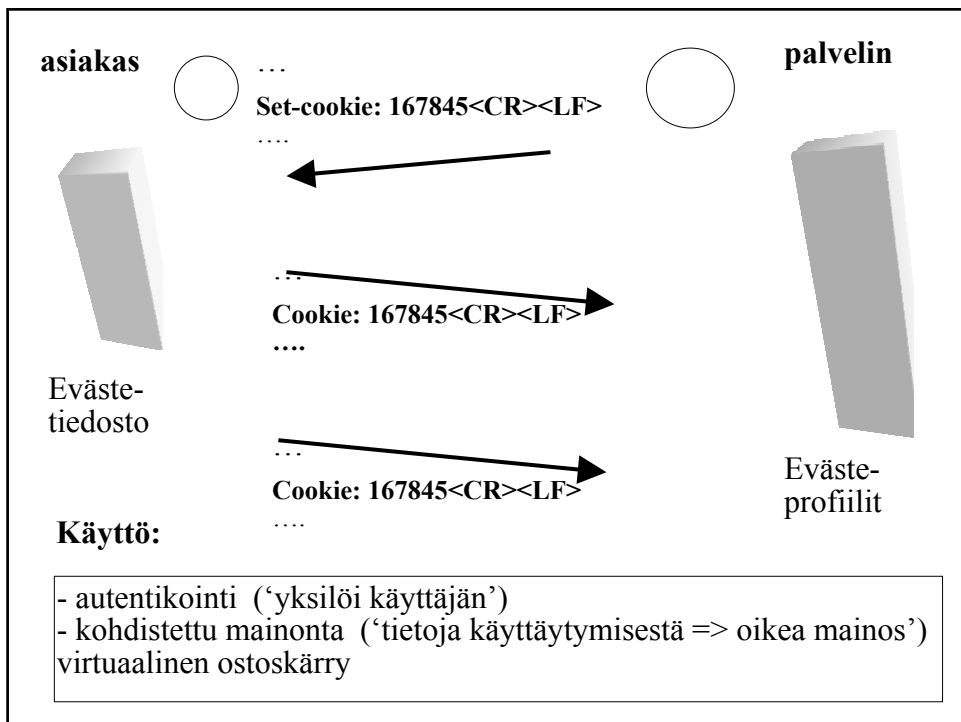 asiakas
palvelin
…
Set-cookie: 167845<CR><LF>
….
…
Cookie: 167845<CR><LF>
….
Eväste-
tiedosto
…
Cookie: 167845<CR><LF>
….
Eväste-
profiilit
Käyttö:
- autentikointi (‘yksilöi käyttäjän’)
- kohdistettu mainonta (‘tietoja käyttäytymisestä => oikea mainos’)
virtuaalinen ostoskärry